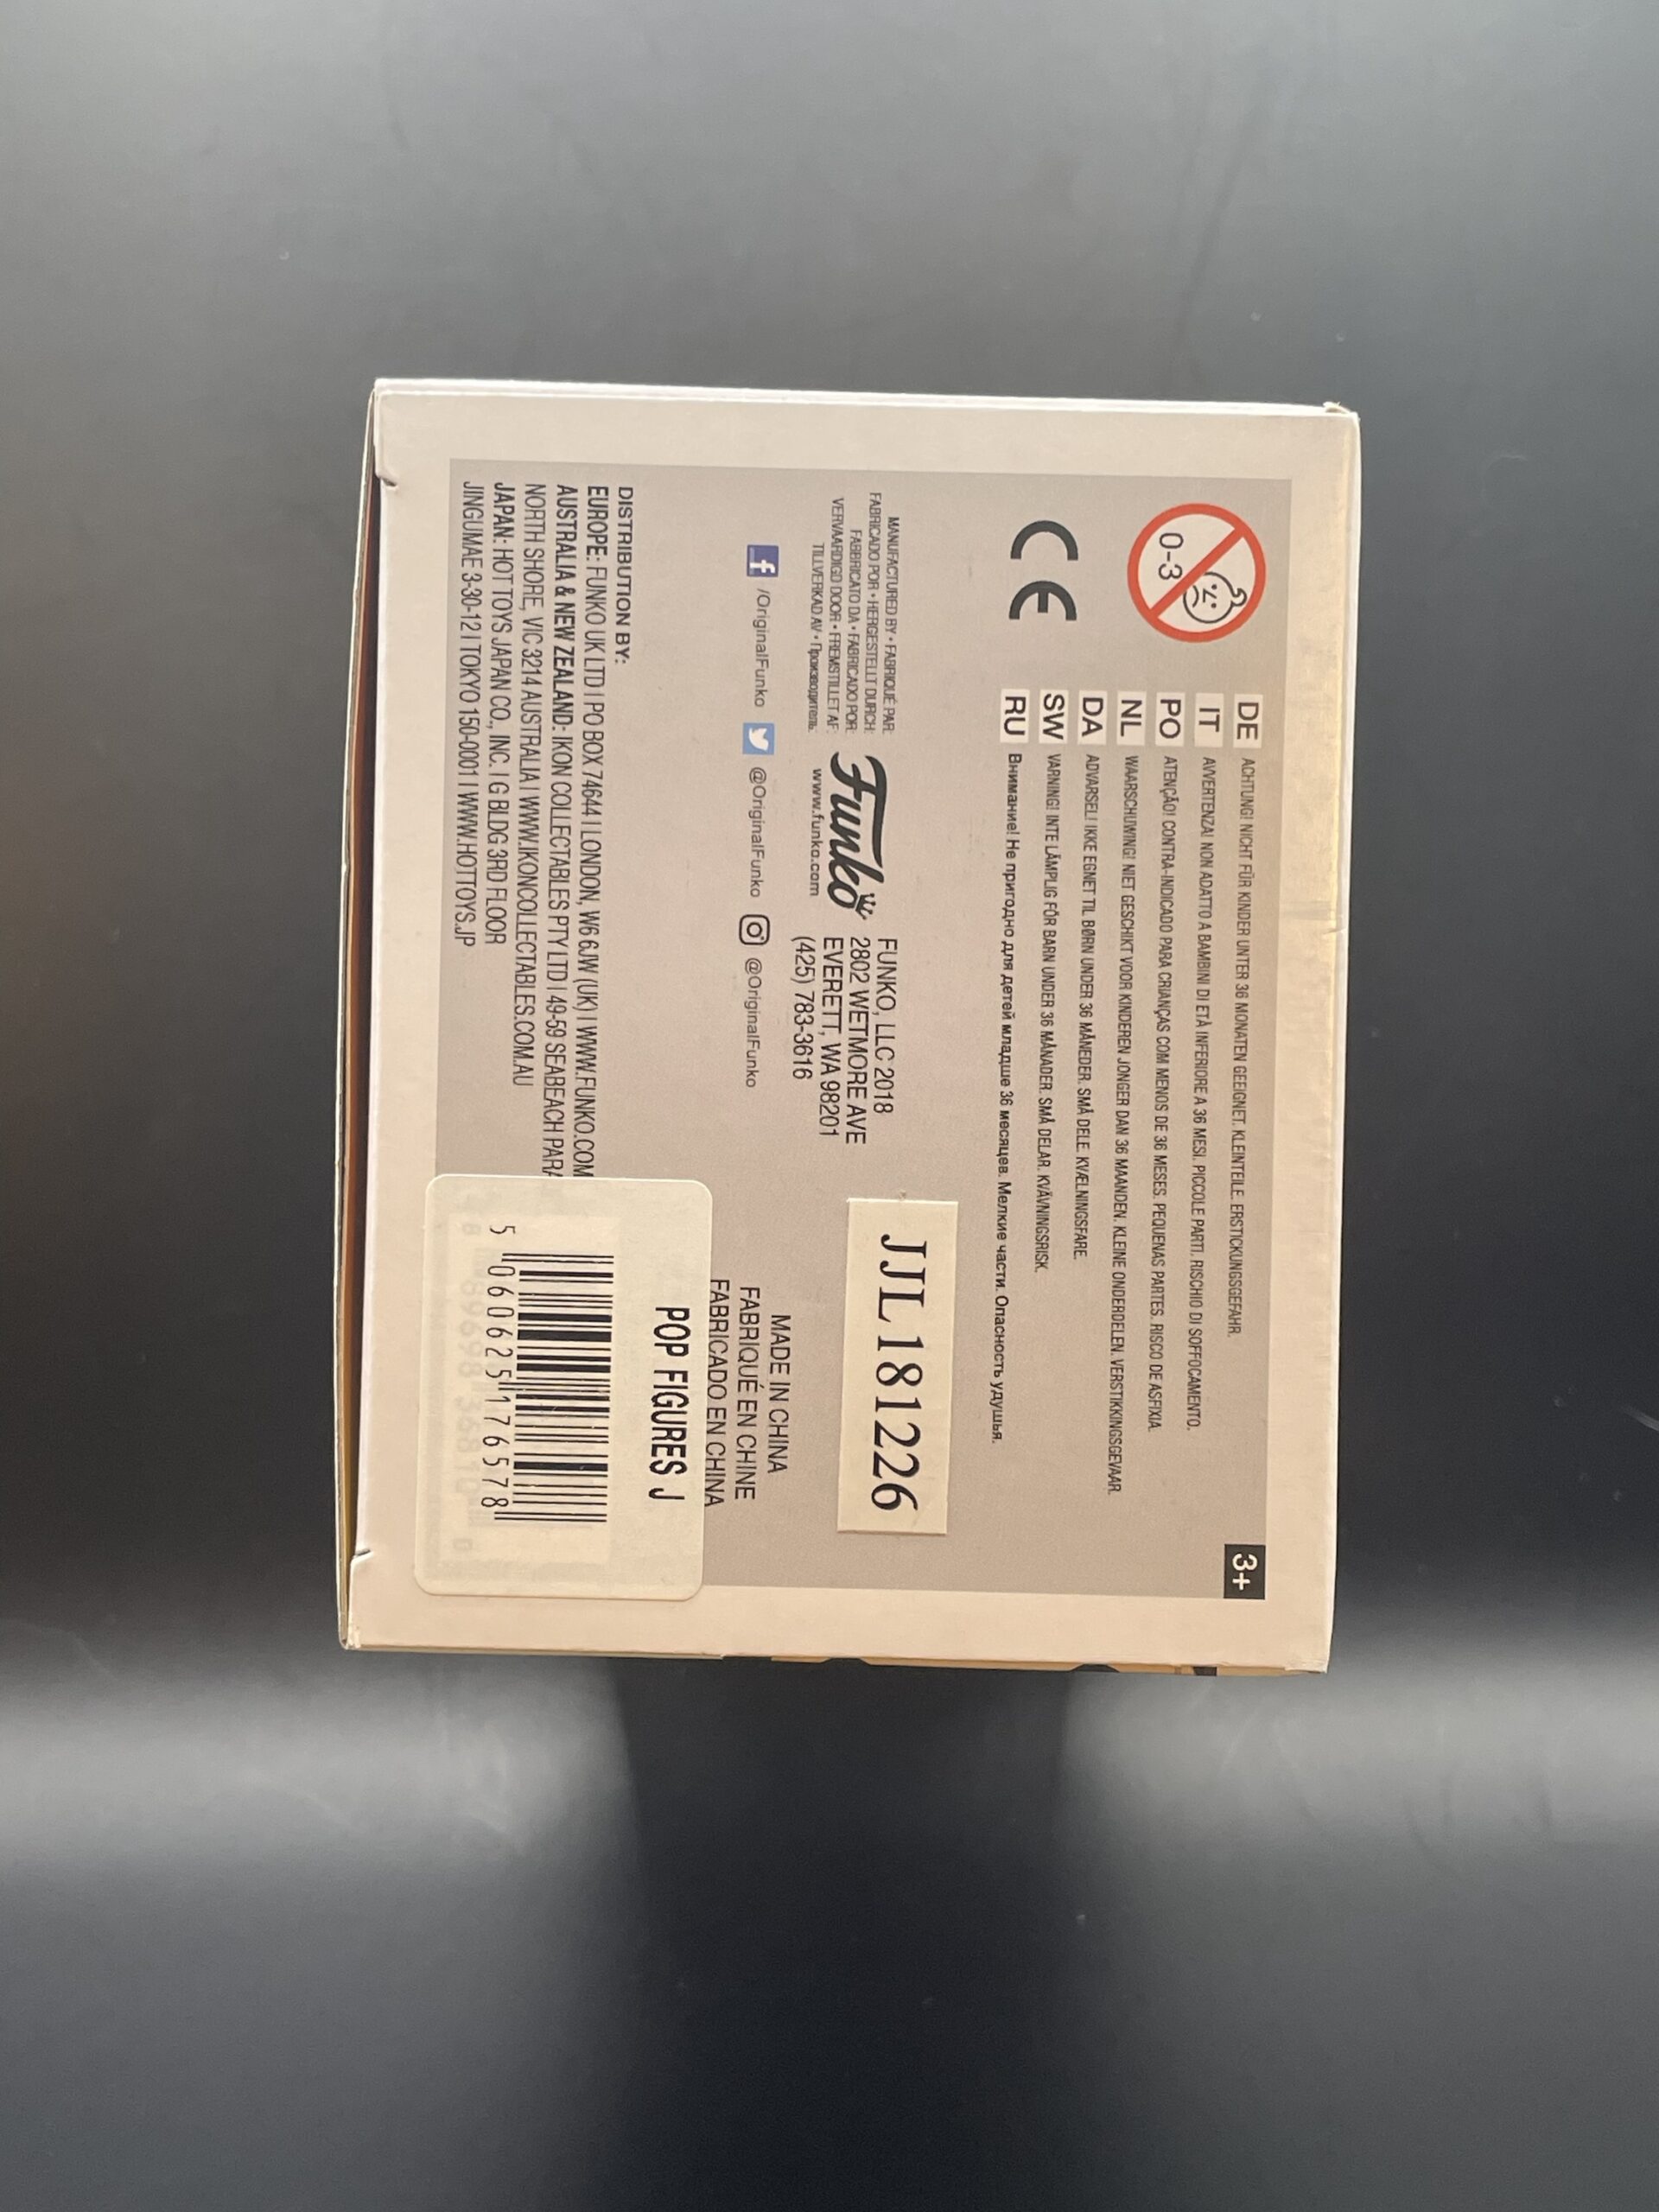 0-3
3+
DE ACHTUNG! NICHT FÜR KINDER UNTER 36 MONATEN GEEIGNET. KLEINTEILE. ERSTICKUNGSGEFAHR.
IT AVVERTENZA! NON ADATTO A BAMBINI DI ETÀ INFERIORE A 36 MESI. PICCOLE PARTI. RISCHIO DI SOFFOCAMENTO.
PO ATENÇÃO! CONTRA-INDICADO PARA CRIANÇAS COM MENOS DE 36 MESES. PEQUENAS PARTES. RISCO DE ASFIXIA.
NL WAARSCHUWING! NIET GESCHIKT VOOR KINDEREN JONGER DAN 36 MAANDEN. KLEINE ONDERDELEN. VERSTIKKINGSGEVAAR.
DA ADVARSEL! IKKE EGNET TIL BØRN UNDER 36 MÅNEDER. SMÅ DELE. KVÆLNINGSFARE.
SW VARNING! INTE LÄMPLIG FÖR BARN UNDER 36 MÅNADER. SMÅ DELAR. KVÄVNINGSRISK.
RU Внимание! Не пригодно для детей младше 36 месяцев. Мелкие части. Опасность удушья.
CE
MANUFACTURED BY • FABRIQUÉ PAR:
FABRICADO POR • HERGESTELLT DURCH:
FABBRICATO DA • FABRICADO POR:
VERVAARDIGD DOOR • FREMSTILLET AF:
TILLVERKAD AV • Производитель:
Funko
www.funko.com
FUNKO, LLC 2018
2802 WETMORE AVE
EVERETT, WA 98201
(425) 783-3616
JJL181226
/OriginalFunko @OriginalFunko @OriginalFunko
MADE IN CHINA
FABRIQUÉ EN CHINE
FABRICADO EN CHINA
DISTRIBUTION BY:
EUROPE: FUNKO UK LTD | PO BOX 74644 | LONDON, W6 6JW (UK) | WWW.FUNKO.COM
AUSTRALIA & NEW ZEALAND: IKON COLLECTABLES PTY LTD | 49-59 SEABEACH PARA
NORTH SHORE, VIC 3214 AUSTRALIA | WWW.IKONCOLLECTABLES.COM.AU
JAPAN: HOT TOYS JAPAN CO., INC. | G BLDG 3RD FLOOR
JINGUMAE 3-30-12 | TOKYO 150-0001 | WWW.HOTTOYS.JP
POP FIGURES J
5 060625 176578